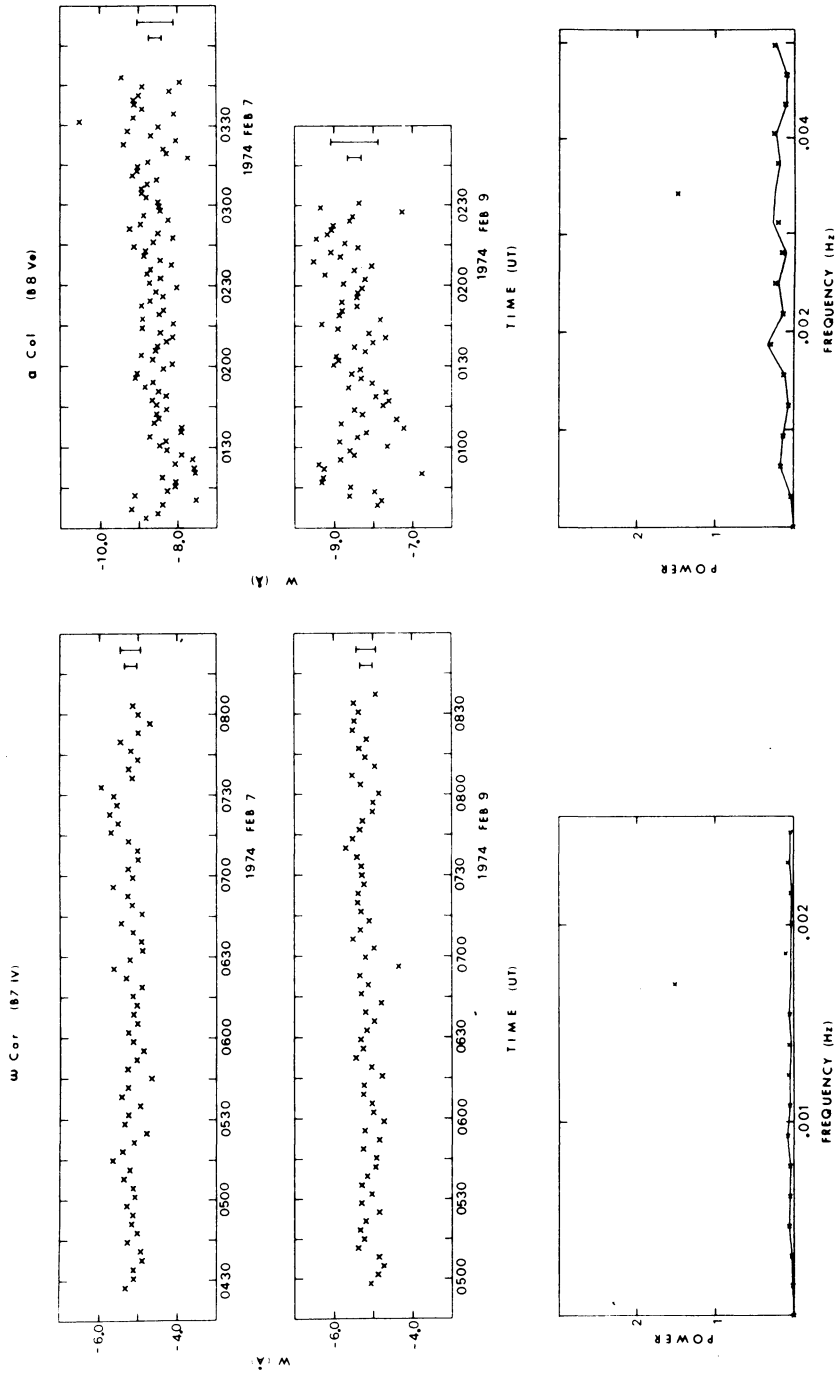 ω Car (B7 IV)
W (Å)
-6.0
-4.0
0430 0500 0530 0600 0630 0700 0730 0800
1974 FEB 7
-6.0
-4.0
0500 0530 0600 0630 0700 0730 0800 0830
1974 FEB 9
TIME (UT)
POWER
2
1
.001 .002
FREQUENCY (Hz)
α Col (B8 Ve)
W (Å)
-10.0
-8.0
0130 0200 0230 0300 0330
1974 FEB 7
-9.0
-7.0
0100 0130 0200 0230
1974 FEB 9
TIME (UT)
POWER
2
1
.002 .004
FREQUENCY (Hz)